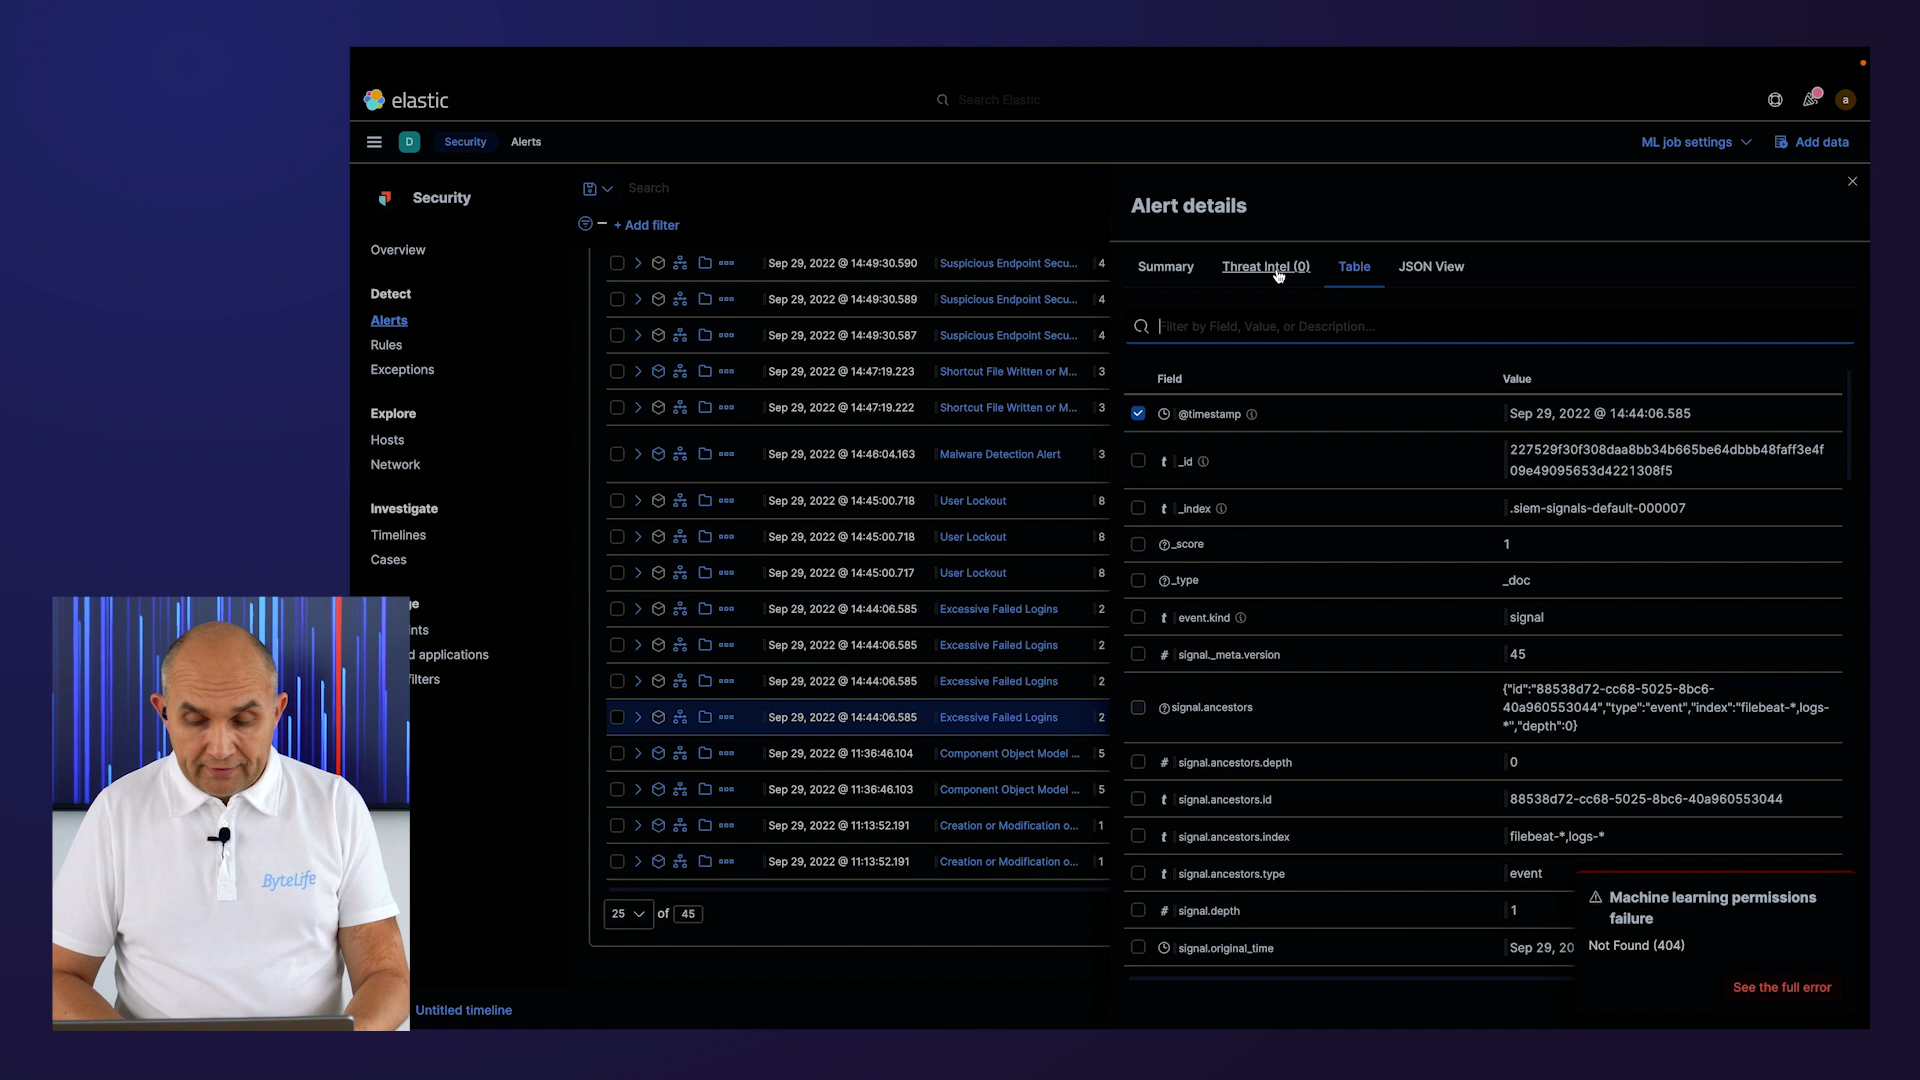 elastic
Search Elastic
a
D
Security
Alerts
ML job settings
Add data
Security
Overview
Detect
Alerts
Rules
Exceptions
Explore
Hosts
Network
Investigate
Timelines
Cases
ge
ints
d applications
ilters
Untitled timeline
Search
+ Add filter
Sep 29, 2022 @ 14:49:30.590 Suspicious Endpoint Secu... 4
Sep 29, 2022 @ 14:49:30.589 Suspicious Endpoint Secu... 4
Sep 29, 2022 @ 14:49:30.587 Suspicious Endpoint Secu... 4
Sep 29, 2022 @ 14:47:19.223 Shortcut File Written or M... 3
Sep 29, 2022 @ 14:47:19.222 Shortcut File Written or M... 3
Sep 29, 2022 @ 14:46:04.163 Malware Detection Alert 3
Sep 29, 2022 @ 14:45:00.718 User Lockout 8
Sep 29, 2022 @ 14:45:00.718 User Lockout 8
Sep 29, 2022 @ 14:45:00.717 User Lockout 8
Sep 29, 2022 @ 14:44:06.585 Excessive Failed Logins 2
Sep 29, 2022 @ 14:44:06.585 Excessive Failed Logins 2
Sep 29, 2022 @ 14:44:06.585 Excessive Failed Logins 2
Sep 29, 2022 @ 14:44:06.585 Excessive Failed Logins 2
Sep 29, 2022 @ 11:36:46.104 Component Object Model ... 5
Sep 29, 2022 @ 11:36:46.103 Component Object Model ... 5
Sep 29, 2022 @ 11:13:52.191 Creation or Modification o... 1
Sep 29, 2022 @ 11:13:52.191 Creation or Modification o... 1
25 of 45
Alert details
Summary Threat Intel (0) Table JSON View
Filter by Field, Value, or Description...
Field Value
@timestamp Sep 29, 2022 @ 14:44:06.585
t _id 227529f30f308daa8bb34b665be64dbbb48faff3e4f
09e49095653d4221308f5
t _index .siem-signals-default-000007
_score 1
_type _doc
t event.kind signal
# signal._meta.version 45
signal.ancestors {"id":"88538d72-cc68-5025-8bc6-
40a960553044","type":"event","index":"filebeat-*,logs-
*","depth":0}
# signal.ancestors.depth 0
t signal.ancestors.id 88538d72-cc68-5025-8bc6-40a960553044
t signal.ancestors.index filebeat-*,logs-*
t signal.ancestors.type event
# signal.depth 1
signal.original_time Sep 29, 20
Machine learning permissions
failure
Not Found (404)
See the full error
ByteLife